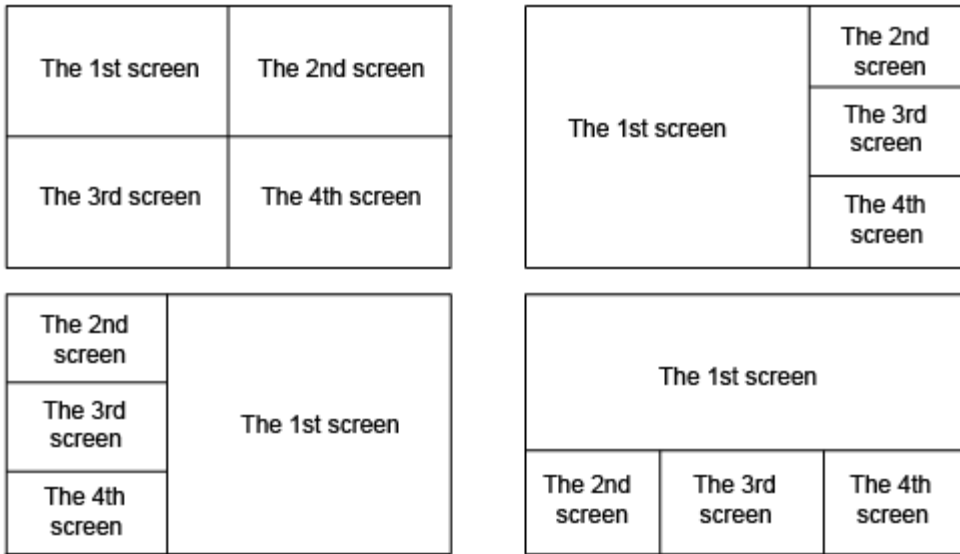 The 1st screen
The 2nd screen
The 3rd screen
The 4th screen
The 1st screen
The 2nd
screen
The 3rd
screen
The 4th
screen
The 2nd
screen
The 3rd
screen
The 4th
screen
The 1st screen
The 1st screen
The 2nd
screen
The 3rd
screen
The 4th
screen